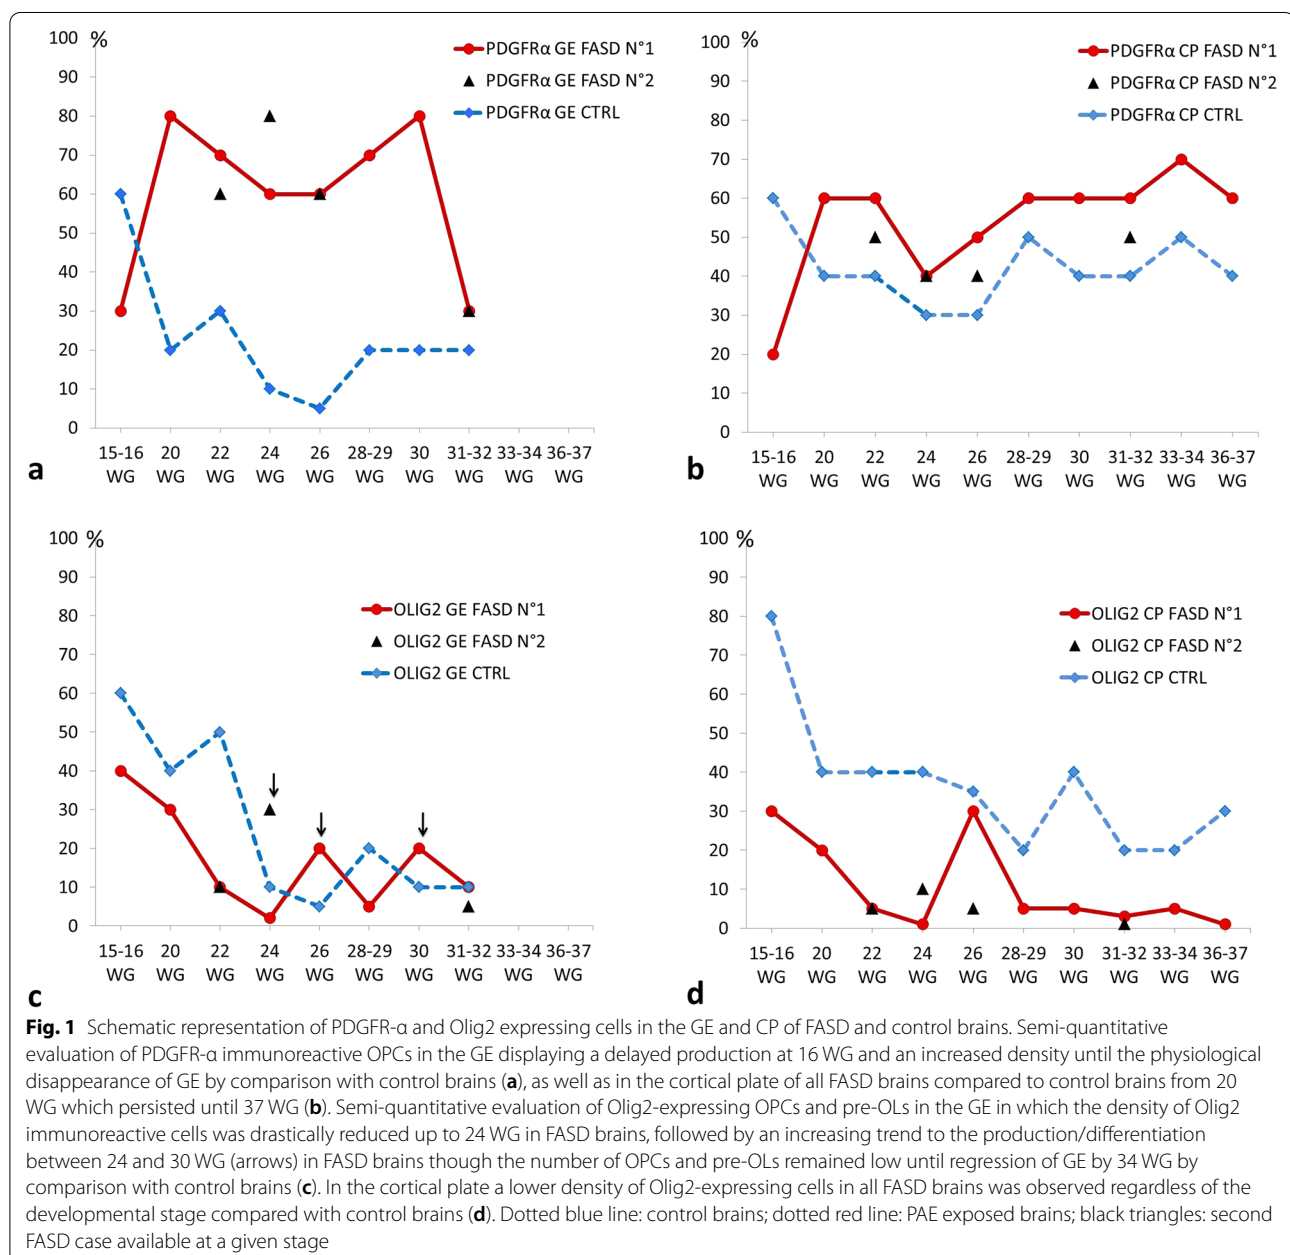 100 %
90
80
70
60
50
40
30
20
10
0
PDGFRα GE FASD N°1
PDGFRα GE FASD N°2
PDGFRα GE CTRL
15-16 20 22 24 26 28-29 30 31-32 33-34 36-37
WG WG WG WG WG WG WG WG WG WG
a
100 %
90
80
70
60
50
40
30
20
10
0
PDGFRα CP FASD N°1
PDGFRα CP FASD N°2
PDGFRα CP CTRL
15-16 20 22 24 26 28-29 30 31-32 33-34 36-37
WG WG WG WG WG WG WG WG WG WG
b
100 %
90
80
70
60
50
40
30
20
10
0
OLIG2 GE FASD N°1
OLIG2 GE FASD N°2
OLIG2 GE CTRL
15-16 20 22 24 26 28-29 30 31-32 33-34 36-37
WG WG WG WG WG WG WG WG WG WG
c
100 %
90
80
70
60
50
40
30
20
10
0
OLIG2 CP FASD N°1
OLIG2 CP FASD N°2
OLIG2 CP CTRL
15-16 20 22 24 26 28-29 30 31-32 33-34 36-37
WG WG WG WG WG WG WG WG WG WG
d
Fig. 1 Schematic representation of PDGFR-α and Olig2 expressing cells in the GE and CP of FASD and control brains. Semi-quantitative
evaluation of PDGFR-α immunoreactive OPCs in the GE displaying a delayed production at 16 WG and an increased density until the physiological
disappearance of GE by comparison with control brains (a), as well as in the cortical plate of all FASD brains compared to control brains from 20
WG which persisted until 37 WG (b). Semi-quantitative evaluation of Olig2-expressing OPCs and pre-OLs in the GE in which the density of Olig2
immunoreactive cells was drastically reduced up to 24 WG in FASD brains, followed by an increasing trend to the production/differentiation
between 24 and 30 WG (arrows) in FASD brains though the number of OPCs and pre-OLs remained low until regression of GE by 34 WG by
comparison with control brains (c). In the cortical plate a lower density of Olig2-expressing cells in all FASD brains was observed regardless of the
developmental stage compared with control brains (d). Dotted blue line: control brains; dotted red line: PAE exposed brains; black triangles: second
FASD case available at a given stage